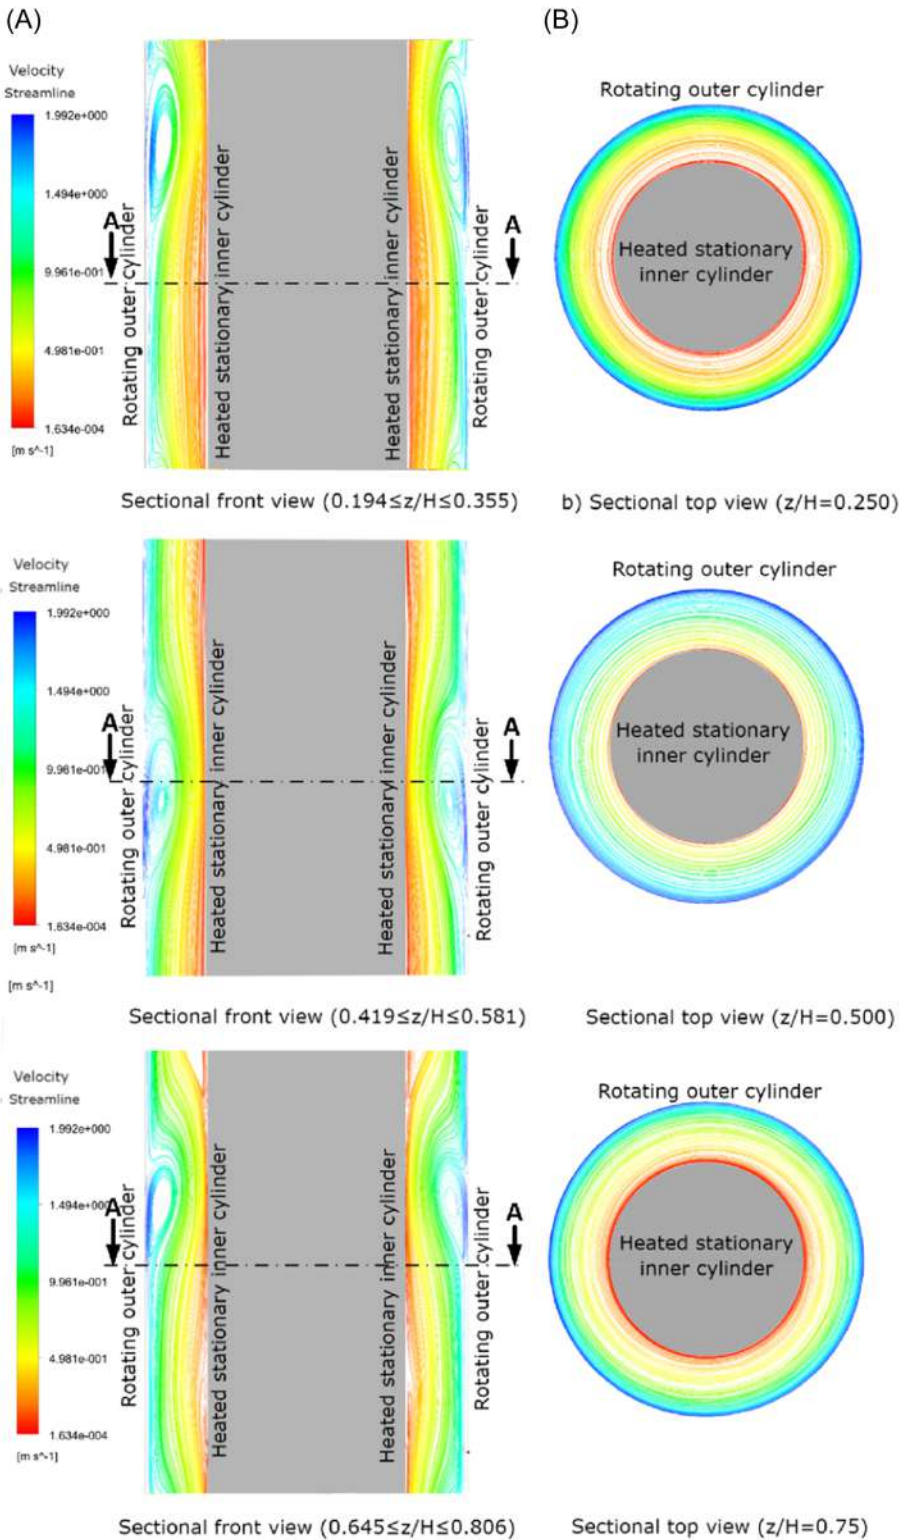 (A)
(B)
Velocity
Streamline
1.992e+000
1.494e+000
9.961e-001
4.981e-001
1.634e-004
[m s^-1]
A
A
Rotating outer cylinder
Heated stationary inner cylinder
Heated stationary inner cylinder
Rotating outer cylinder
Rotating outer cylinder
Heated stationary
inner cylinder
Sectional front view (0.194≤z/H≤0.355)
b) Sectional top view (z/H=0.250)
Velocity
Streamline
1.992e+000
1.494e+000
9.961e-001
4.981e-001
1.634e-004
[m s^-1]
[m s^-1]
A
A
Rotating outer cylinder
Heated stationary inner cylinder
Heated stationary inner cylinder
Rotating outer cylinder
Rotating outer cylinder
Heated stationary
inner cylinder
Sectional front view (0.419≤z/H≤0.581)
Sectional top view (z/H=0.500)
Velocity
Streamline
1.992e+000
1.494e+000
9.961e-001
4.981e-001
1.634e-004
[m s^-1]
A
A
Rotating outer cylinder
Heated stationary inner cylinder
Heated stationary inner cylinder
Rotating outer cylinder
Rotating outer cylinder
Heated stationary
inner cylinder
Sectional front view (0.645≤z/H≤0.806)
Sectional top view (z/H=0.75)